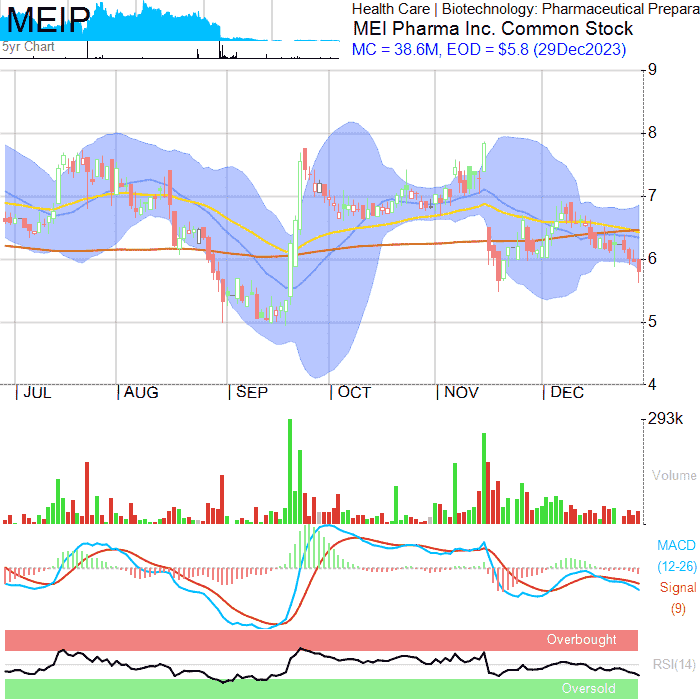 MEIP
5yr Chart
Health Care | Biotechnology: Pharmaceutical Prepara
MEI Pharma Inc. Common Stock
MC = 38.6M, EOD = $5.8 (29Dec2023)
9
8
7
6
5
4
JUL AUG SEP OCT NOV DEC
293k
Volume
MACD
(12-26)
Signal
(9)
Overbought
RSI(14)
Oversold